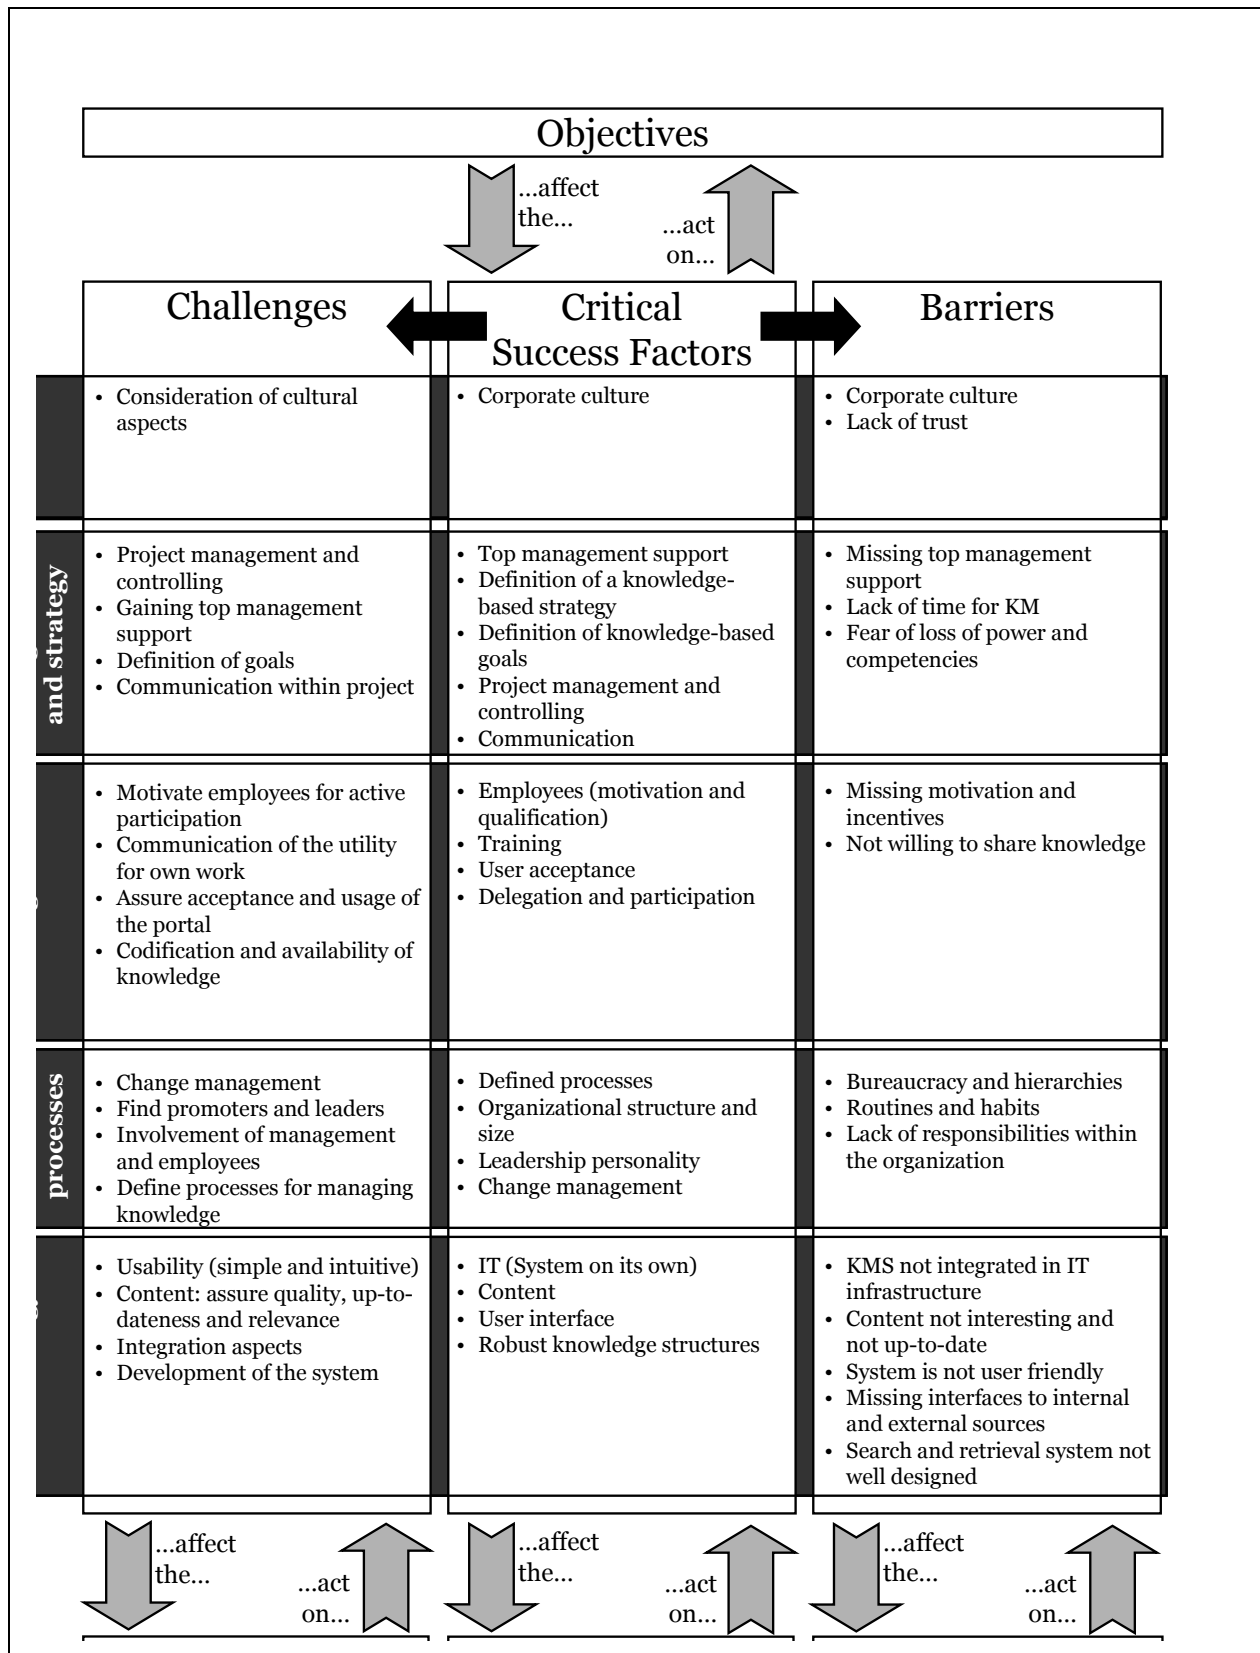 Objectives
…affect
the…
…act
on…
Challenges
Critical
Success Factors
Barriers
• Consideration of cultural
aspects
• Corporate culture
• Corporate culture
• Lack of trust
and strategy
• Project management and
controlling
• Gaining top management
support
• Definition of goals
• Communication within project
• Top management support
• Definition of a knowledge-
based strategy
• Definition of knowledge-based
goals
• Project management and
controlling
• Communication
• Missing top management
support
• Lack of time for KM
• Fear of loss of power and
competencies
• Motivate employees for active
participation
• Communication of the utility
for own work
• Assure acceptance and usage of
the portal
• Codification and availability of
knowledge
• Employees (motivation and
qualification)
• Training
• User acceptance
• Delegation and participation
• Missing motivation and
incentives
• Not willing to share knowledge
processes
• Change management
• Find promoters and leaders
• Involvement of management
and employees
• Define processes for managing
knowledge
• Defined processes
• Organizational structure and
size
• Leadership personality
• Change management
• Bureaucracy and hierarchies
• Routines and habits
• Lack of responsibilities within
the organization
• Usability (simple and intuitive)
• Content: assure quality, up-to-
dateness and relevance
• Integration aspects
• Development of the system
• IT (System on its own)
• Content
• User interface
• Robust knowledge structures
• KMS not integrated in IT
infrastructure
• Content not interesting and
not up-to-date
• System is not user friendly
• Missing interfaces to internal
and external sources
• Search and retrieval system not
well designed
…affect
the…
…act
on…
…affect
the…
…act
on…
…affect
the…
…act
on…